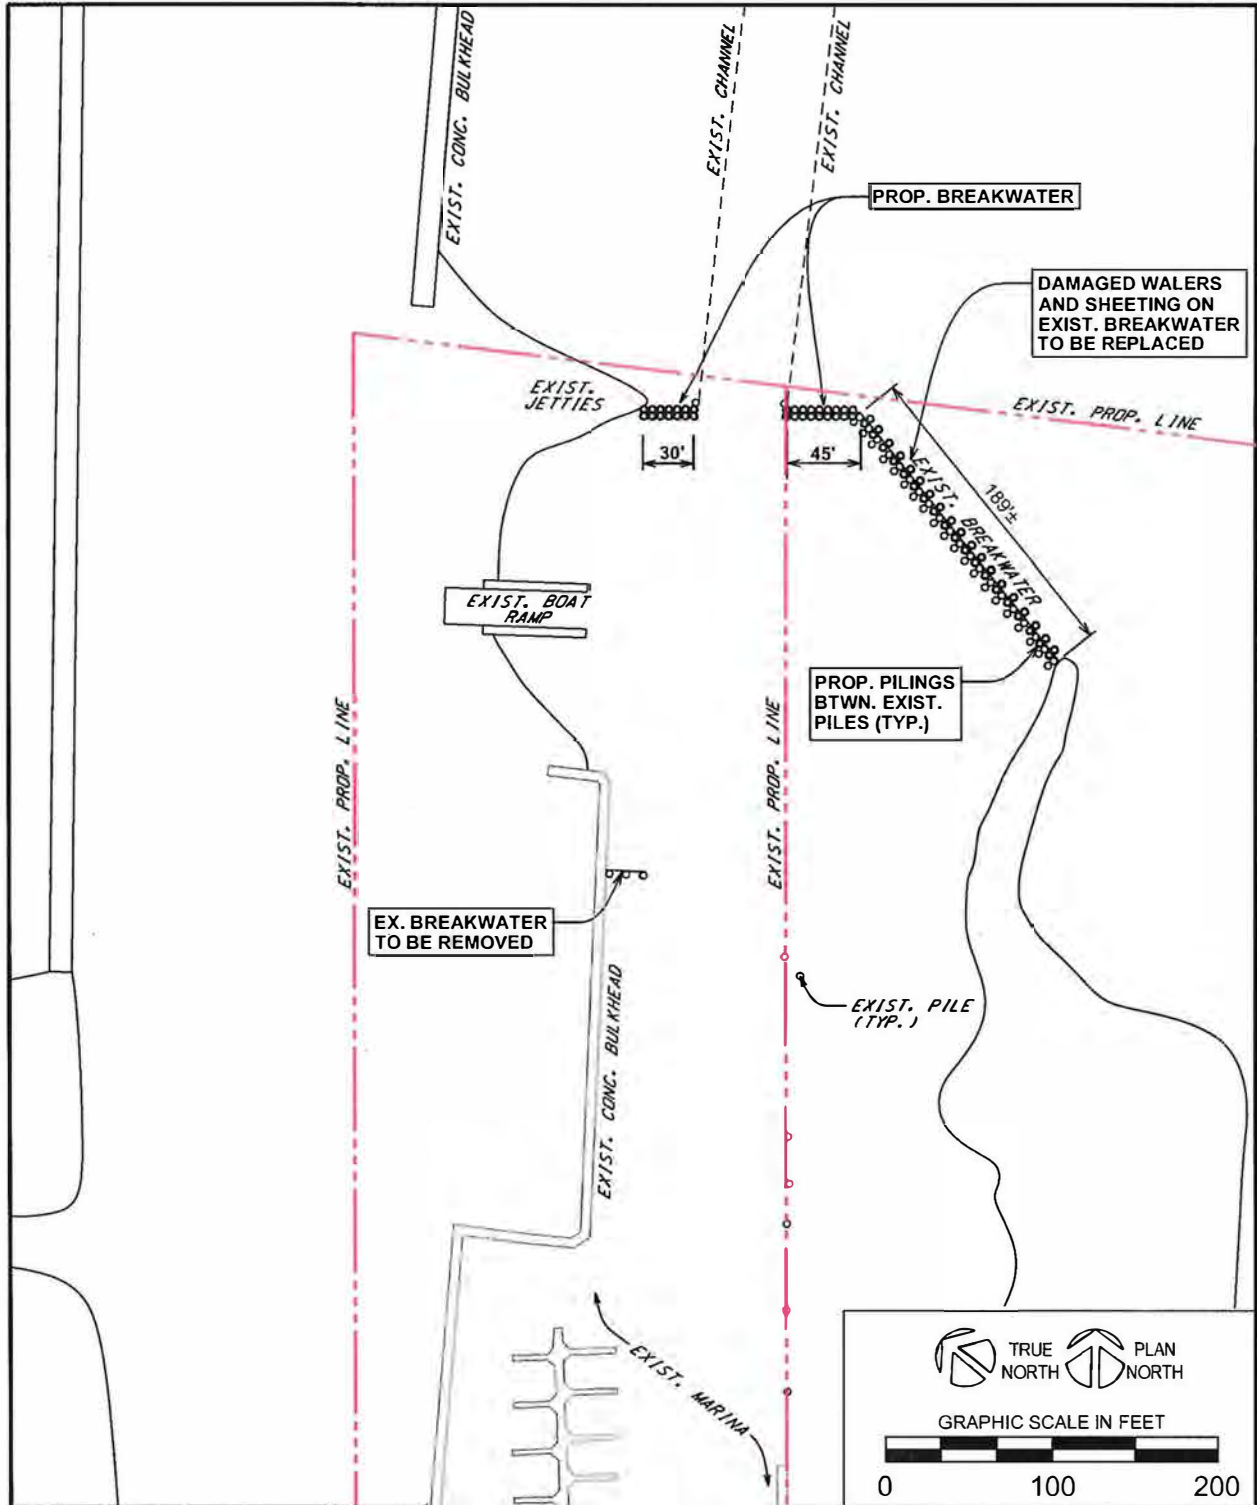 EXIST. CONC. BULKHEAD
EXIST. CHANNEL
EXIST. CHANNEL
PROP. BREAKWATER
DAMAGED WALERS
AND SHEETING ON
EXIST. BREAKWATER
TO BE REPLACED
EXIST.
JETTIES
EXIST. PROP. LINE
30'
45'
EXIST. BREAKWATER
189'±
EXIST. BOAT
RAMP
PROP. PILINGS
BTWN. EXIST.
PILES (TYP.)
EXIST. PROP. LINE
EXIST. PROP. LINE
EX. BREAKWATER
TO BE REMOVED
EXIST. CONC. BULKHEAD
EXIST. PILE
(TYP.)
EXIST. MARINA
TRUE
NORTH
PLAN
NORTH
GRAPHIC SCALE IN FEET
0 100 200